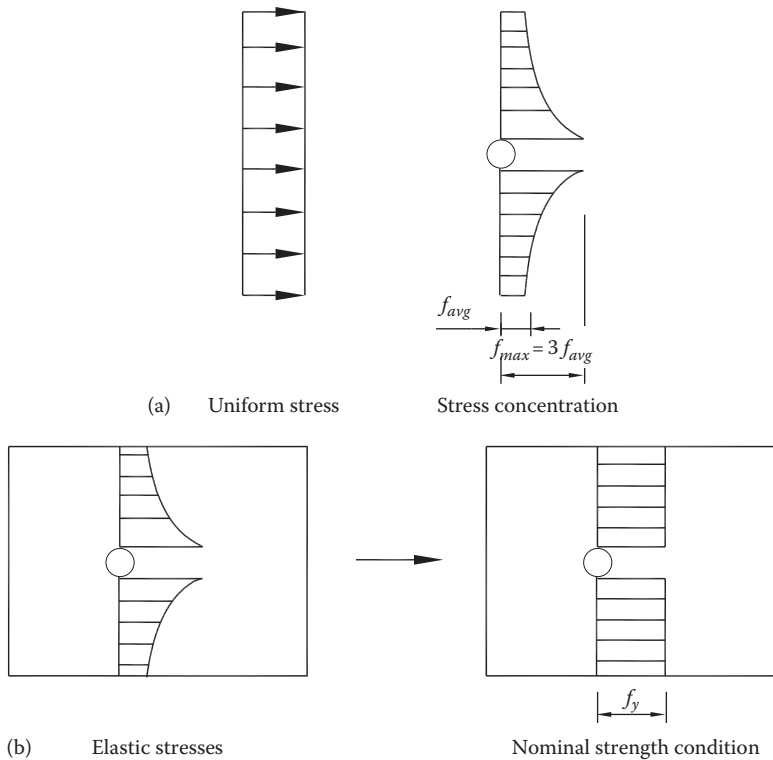 f_avg
f_max = 3 f_avg
(a) Uniform stress Stress concentration
f_y
(b) Elastic stresses Nominal strength condition